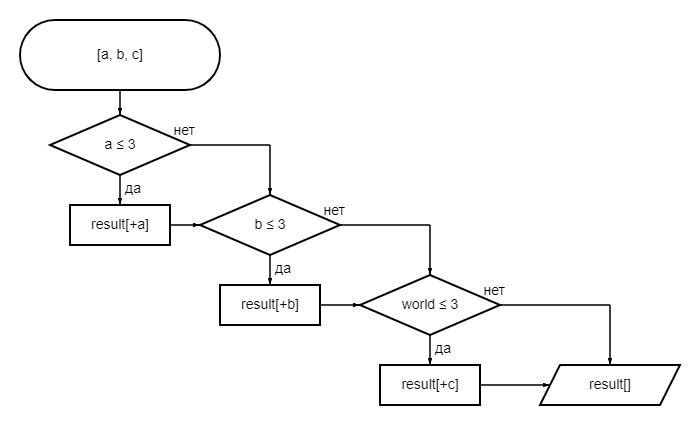 [a, b, c]
нет
a ≤ 3
да
result[+a]
нет
b ≤ 3
да
result[+b]
нет
world ≤ 3
да
result[+c]
result[]